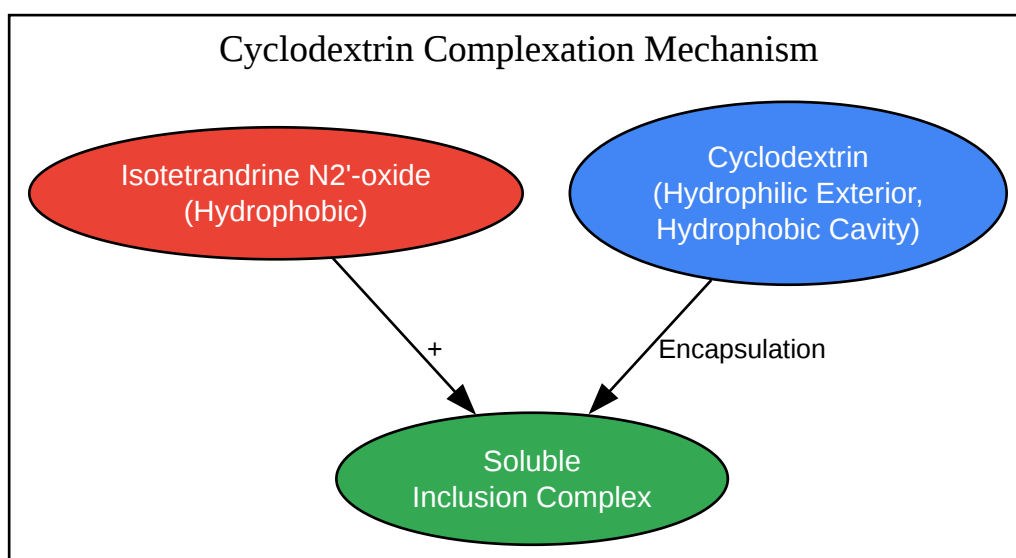 Cyclodextrin Complexation Mechanism
Isotetrandrine N2'-oxide
(Hydrophobic)
Cyclodextrin
(Hydrophilic Exterior,
Hydrophobic Cavity)
+
Encapsulation
Soluble
Inclusion Complex